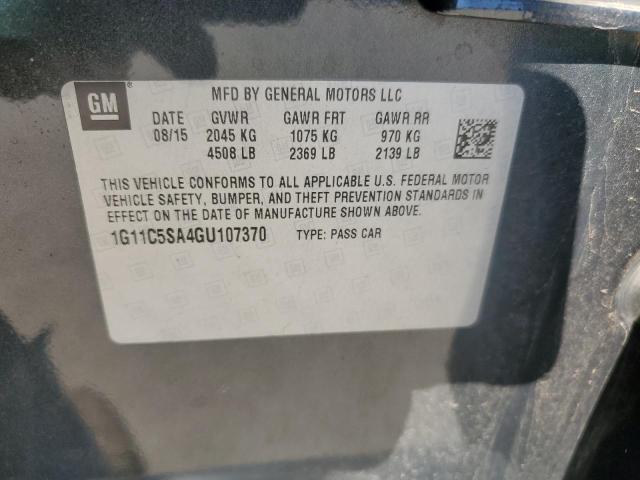 GM
MFD BY GENERAL MOTORS LLC
DATE GVWR GAWR FRT GAWR RR
08/15 2045 KG 1075 KG 970 KG
4508 LB 2369 LB 2139 LB
THIS VEHICLE CONFORMS TO ALL APPLICABLE U.S. FEDERAL MOTOR
VEHICLE SAFETY, BUMPER, AND THEFT PREVENTION STANDARDS IN
EFFECT ON THE DATE OF MANUFACTURE SHOWN ABOVE.
1G11C5SA4GU107370 TYPE: PASS CAR